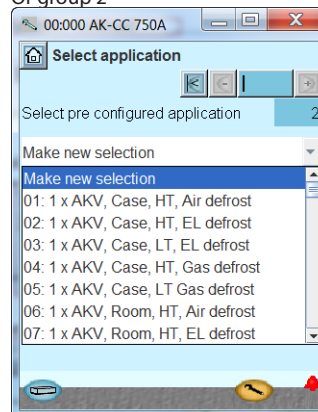 Or group 2
00:000 AK-CC 750A
Select application
Select pre configured application 2
Make new selection
Make new selection
01: 1 x AKV, Case, HT, Air defrost
02: 1 x AKV, Case, HT, EL defrost
03: 1 x AKV, Case, LT, EL defrost
04: 1 x AKV, Case, HT, Gas defrost
05: 1 x AKV, Case, LT Gas defrost
06: 1 x AKV, Room, HT, Air defrost
07: 1 x AKV, Room, HT, EL defrost